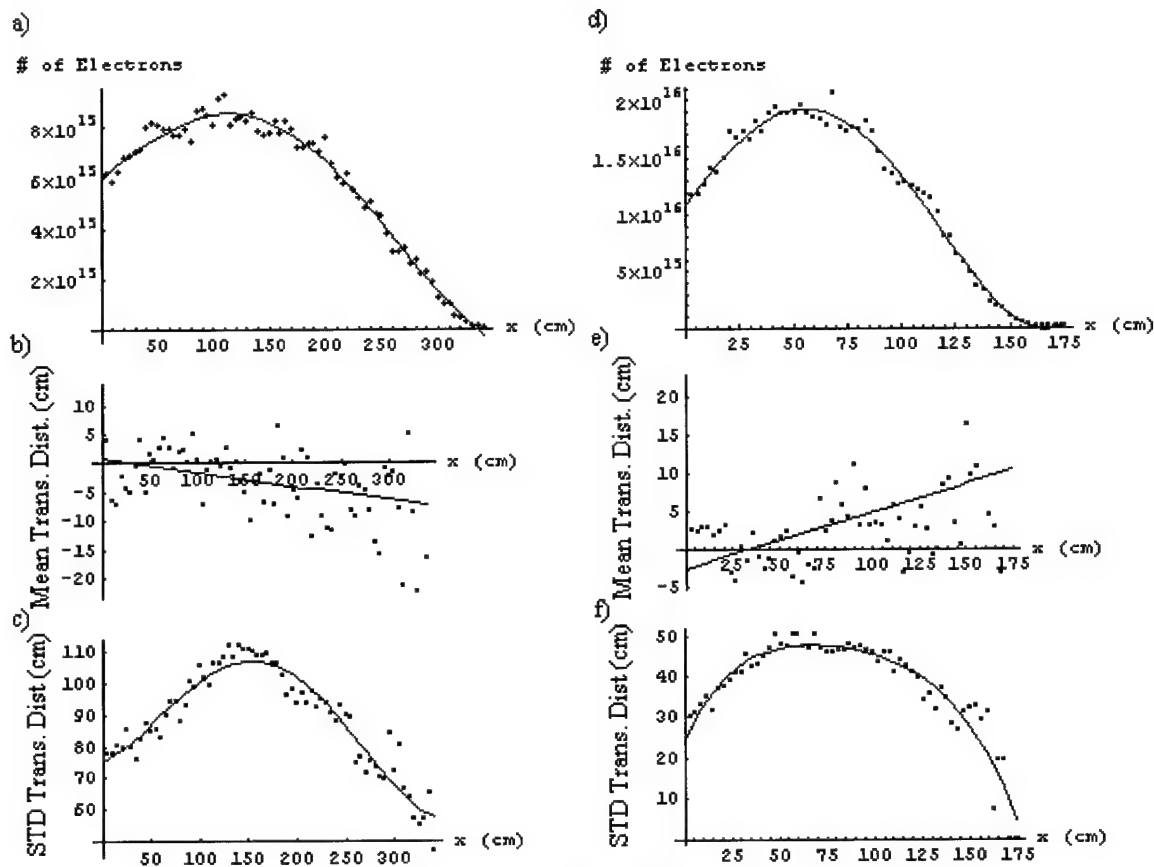 a)
# of Electrons
8×10¹⁵
6×10¹⁵
4×10¹⁵
2×10¹⁵
50 100 150 200 250 300
x (cm)
b)
Mean Trans. Dist. (cm)
10
5
-5
-10
-15
-20
50 100 150 200 250 300
x (cm)
c)
STD Trans. Dist (cm)
110
100
90
80
70
60
50 100 150 200 250 300
x (cm)
d)
# of Electrons
2×10¹⁶
1.5×10¹⁶
1×10¹⁶
5×10¹⁵
25 50 75 100 125 150 175
x (cm)
e)
Mean Trans. Dist. (cm)
20
15
10
5
-5
25 50 75 100 125 150 175
x (cm)
f)
STD Trans. Dist (cm)
50
40
30
20
10
25 50 75 100 125 150 175
x (cm)